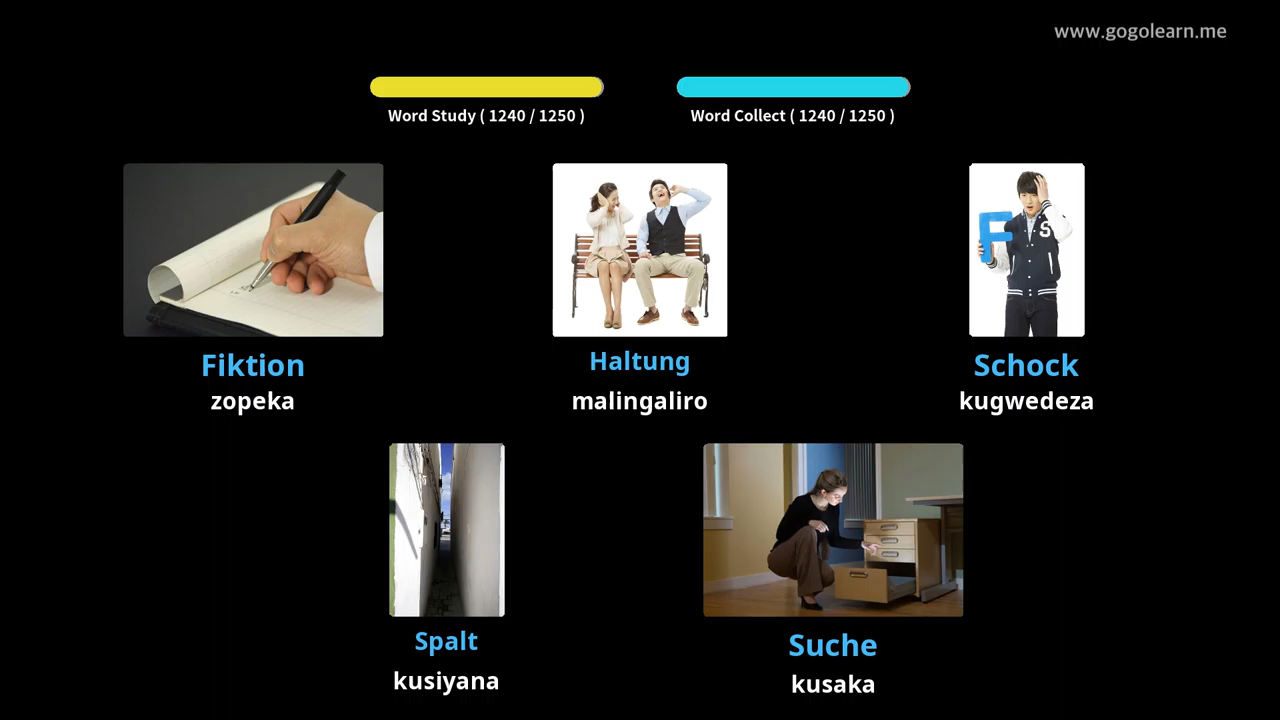 www.gogolearn.me
Word Study ( 1240 / 1250 )
Word Collect ( 1240 / 1250 )
Fiktion
zopeka
Haltung
malingaliro
Schock
kugwedeza
Spalt
kusiyana
Suche
kusaka